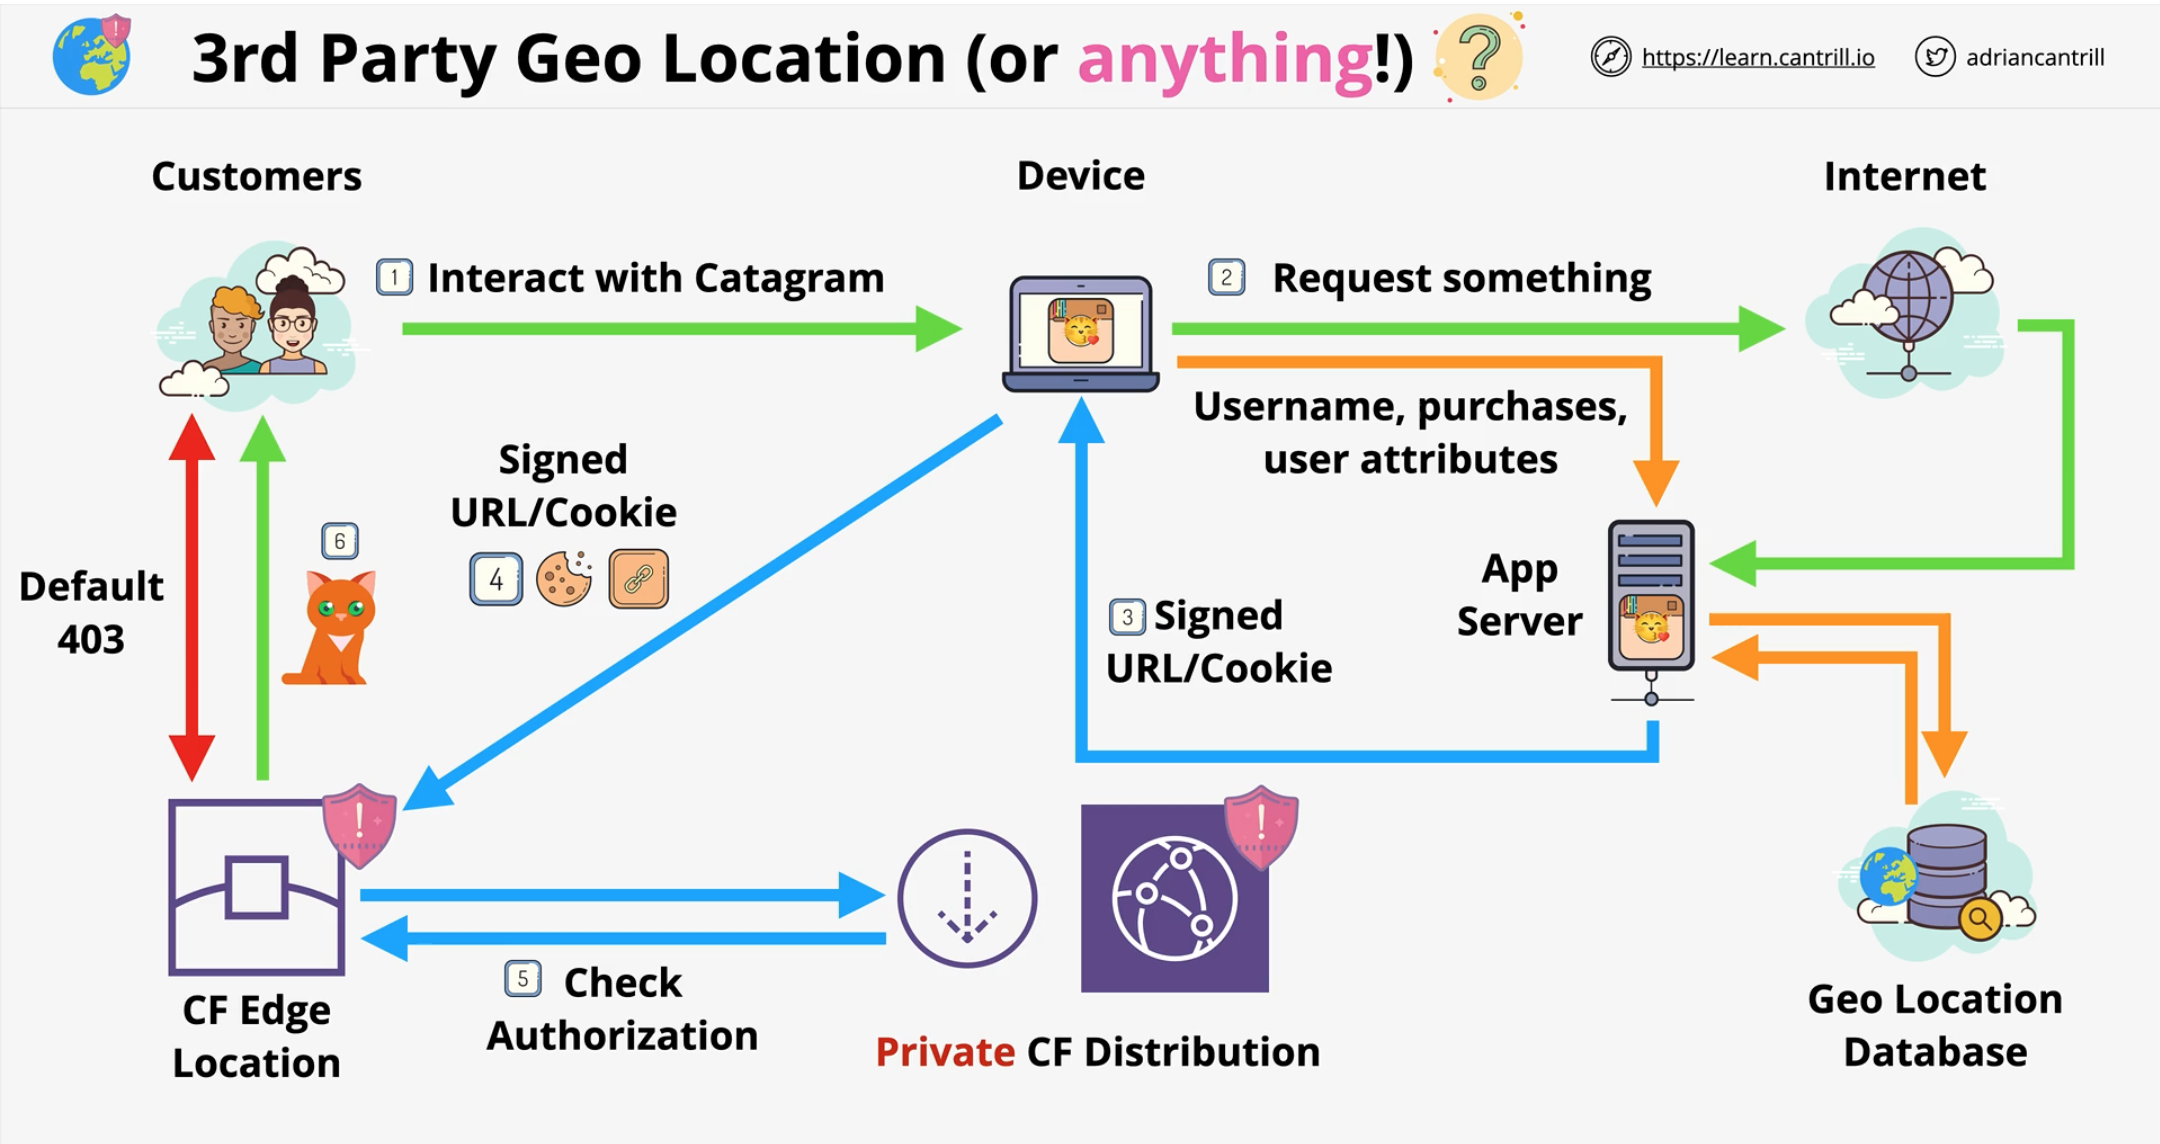 3rd Party Geo Location (or anything!)
https://learn.cantrill.io
adriancantrill
Customers
Device
Internet
1 Interact with Catagram
2 Request something
Username, purchases,
user attributes
Signed
URL/Cookie
4
6
Default
403
3 Signed
URL/Cookie
App
Server
CF Edge
Location
5 Check
Authorization
Private CF Distribution
Geo Location
Database